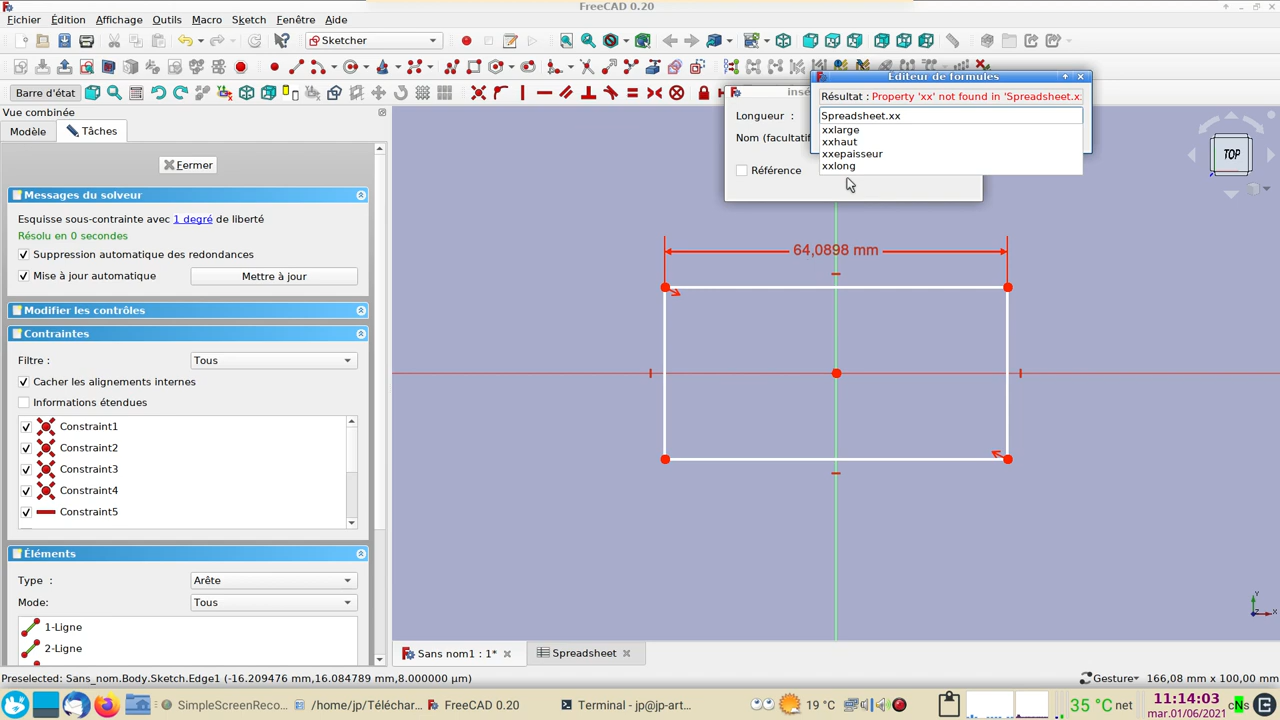 FreeCAD 0.20
Fichier Édition Affichage Outils Macro Sketch Fenêtre Aide
Sketcher
Barre d'état
Vue combinée
Modèle Tâches
Fermer
Messages du solveur
Esquisse sous-contrainte avec 1 degré de liberté
Résolu en 0 secondes
Suppression automatique des redondances
Mise à jour automatique Mettre à jour
Modifier les contrôles
Contraintes
Filtre : Tous
Cacher les alignements internes
Informations étendues
Constraint1
Constraint2
Constraint3
Constraint4
Constraint5
Éléments
Type : Arête
Mode: Tous
1-Ligne
2-Ligne
insé
Longueur :
Nom (facultatif
Référence
Éditeur de formules
Résultat : Property 'xx' not found in 'Spreadsheet.x
Spreadsheet.xx
xxlarge
xxhaut
xxepaisseur
xxlong
TOP
64,0898 mm
Y
X
Sans nom1 : 1*
Spreadsheet
Preselected: Sans_nom.Body.Sketch.Edge1 (-16.209476 mm,16.084789 mm,8.000000 µm)
Gesture
166,08 mm x 100,00 mm
SimpleScreenReco...
/home/jp/Téléchar...
FreeCAD 0.20
Terminal - jp@jp-art...
19 °C
35 °C
net
11:14:03
mar.01/06/2021
cNs